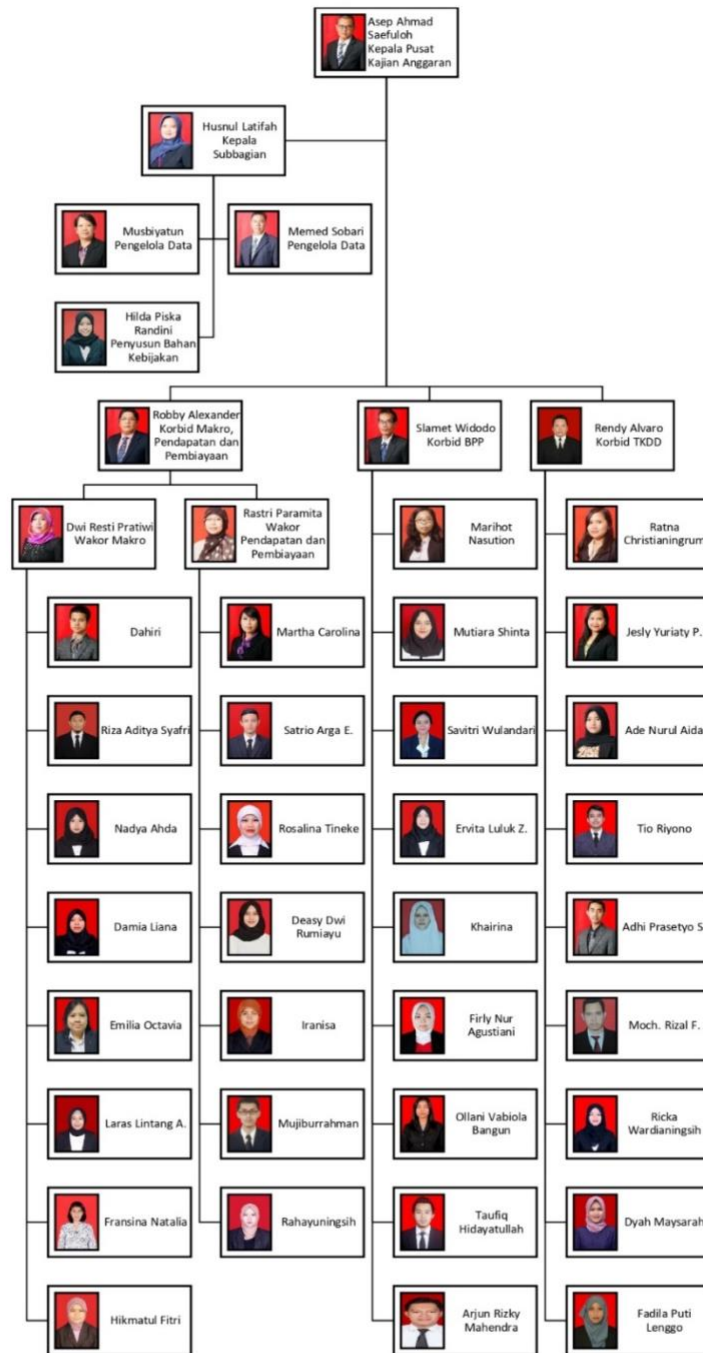 Asep Ahmad
Saefuloh
Kepala Pusat
Kajian Anggaran
Husnul Latifah
Kepala
Subbagian
Musbiyatun
Pengelola Data
Memed Sobari
Pengelola Data
Hilda Piska
Randini
Penyusun Bahan
Kebijakan
Robby Alexander
Korbid Makro,
Pendapatan dan
Pembiayaan
Slamet Widodo
Korbid BPP
Rendy Alvaro
Korbid TKDD
Dwi Resti Pratiwi
Wakor Makro
Rastri Paramita
Wakor
Pendapatan dan
Pembiayaan
Marihot
Nasution
Ratna
Christianingrum
Dahiri
Martha Carolina
Mutiara Shinta
Jesly Yuriaty P.
Riza Aditya Syafri
Satrio Arga E.
Savitri Wulandari
Ade Nurul Aida
Nadya Ahda
Rosalina Tineke
Ervita Luluk Z.
Tio Riyono
Damia Liana
Deasy Dwi
Rumiayu
Khairina
Adhi Prasetyo S
Emilia Octavia
Iranisa
Firly Nur
Agustiani
Moch. Rizal F.
Laras Lintang A.
Mujiburrahman
Ollani Vabiola
Bangun
Ricka
Wardianingsih
Fransina Natalia
Rahayuningsih
Taufiq
Hidayatullah
Dyah Maysarah
Hikmatul Fitri
Arjun Rizky
Mahendra
Fadila Puti
Lenggo